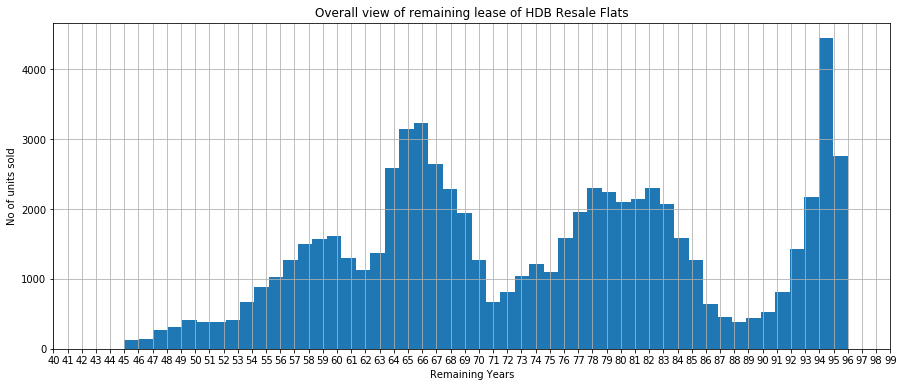 Overall view of remaining lease of HDB Resale Flats
No of units sold
4000
3000
2000
1000
0
40 41 42 43 44 45 46 47 48 49 50 51 52 53 54 55 56 57 58 59 60 61 62 63 64 65 66 67 68 69 70 71 72 73 74 75 76 77 78 79 80 81 82 83 84 85 86 87 88 89 90 91 92 93 94 95 96 97 98 99
Remaining Years